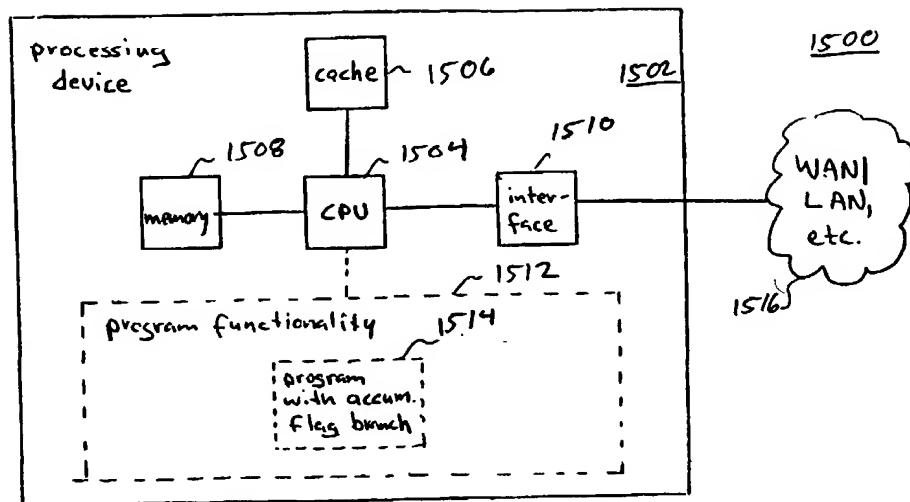 processing
device
cache
1506
1502
1500
1508
1504
1510
memory
CPU
inter-
face
WAN/
LAN,
etc.
1516
1512
program functionality
1514
program
with accum.
flag branch